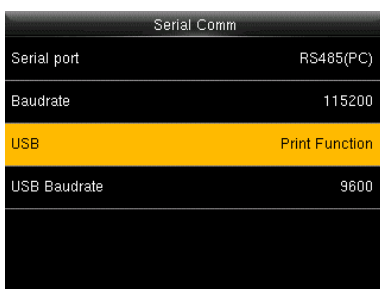 Serial Comm
Serial port RS485(PC)
Baudrate 115200
USB Print Function
USB Baudrate 9600